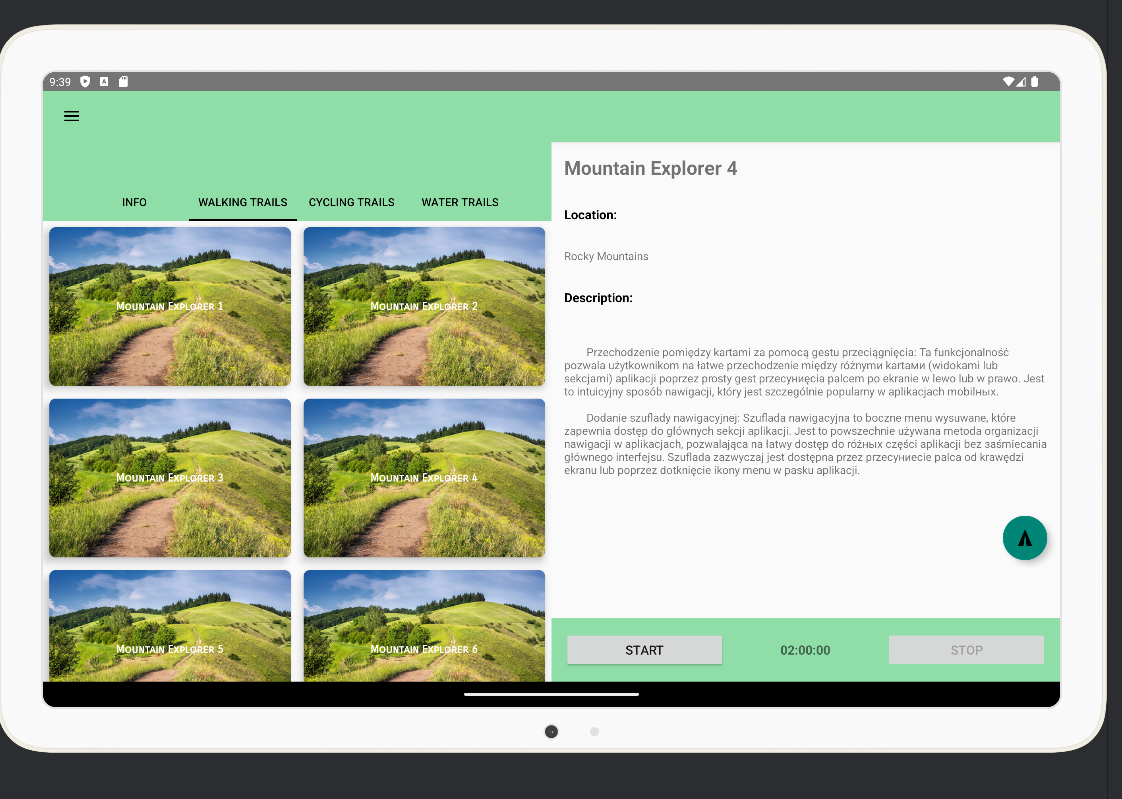 9:39
INFO
WALKING TRAILS
CYCLING TRAILS
WATER TRAILS
Mountain Explorer 1
Mountain Explorer 2
Mountain Explorer 3
Mountain Explorer 4
Mountain Explorer 5
Mountain Explorer 6
Mountain Explorer 4
Location:
Rocky Mountains
Description:
Przechodzenie pomiędzy kartami za pomocą gestu przeciągnięcia: Ta funkcjonalność
pozwala użytkownikom na łatwe przechodzenie między różnymi kartами (widokami lub
sekcjami) aplikacji poprzez prosty gest przecунięcia palcem po ekranie w lewo lub w prawo. Jest
to intuicyjny sposób nawigacji, który jest szczególnie popularny w aplikacjach mobilных.
Dodanie szuflady nawigacyjnej: Szuflada nawigacyjna to boczne menu wysuwane, które
zapewnia dostęp do głównych sekcji aplikacji. Jest to powszechnie używana metoda organizacji
nawigacji w aplikacjach, pozwalająca na łatwy dostęp do różных części aplikacji bez zaśmiecania
głównego interfejsu. Szuflada zazwyczaj jest dostępna przez przecуниecie palca od krawędzi
ekranu lub poprzez dotknięcie ikony menu w pasku aplikacji.
START
02:00:00
STOP